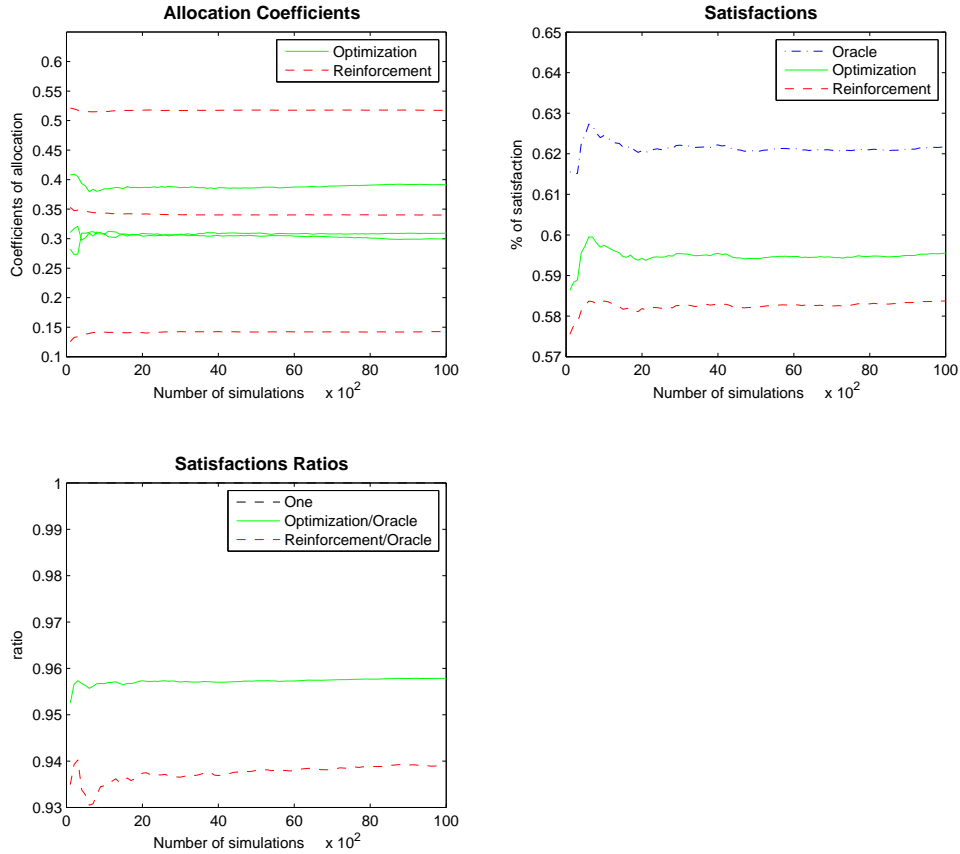 Allocation Coefficients
Optimization
Reinforcement
Coefficients of allocation
0.6
0.55
0.5
0.45
0.4
0.35
0.3
0.25
0.2
0.15
0.1
0 20 40 60 80 100
Number of simulations x 10^2
Satisfactions
Oracle
Optimization
Reinforcement
% of satisfaction
0.65
0.64
0.63
0.62
0.61
0.6
0.59
0.58
0.57
0 20 40 60 80 100
Number of simulations x 10^2
Satisfactions Ratios
One
Optimization/Oracle
Reinforcement/Oracle
ratio
1
0.99
0.98
0.97
0.96
0.95
0.94
0.93
0 20 40 60 80 100
Number of simulations x 10^2